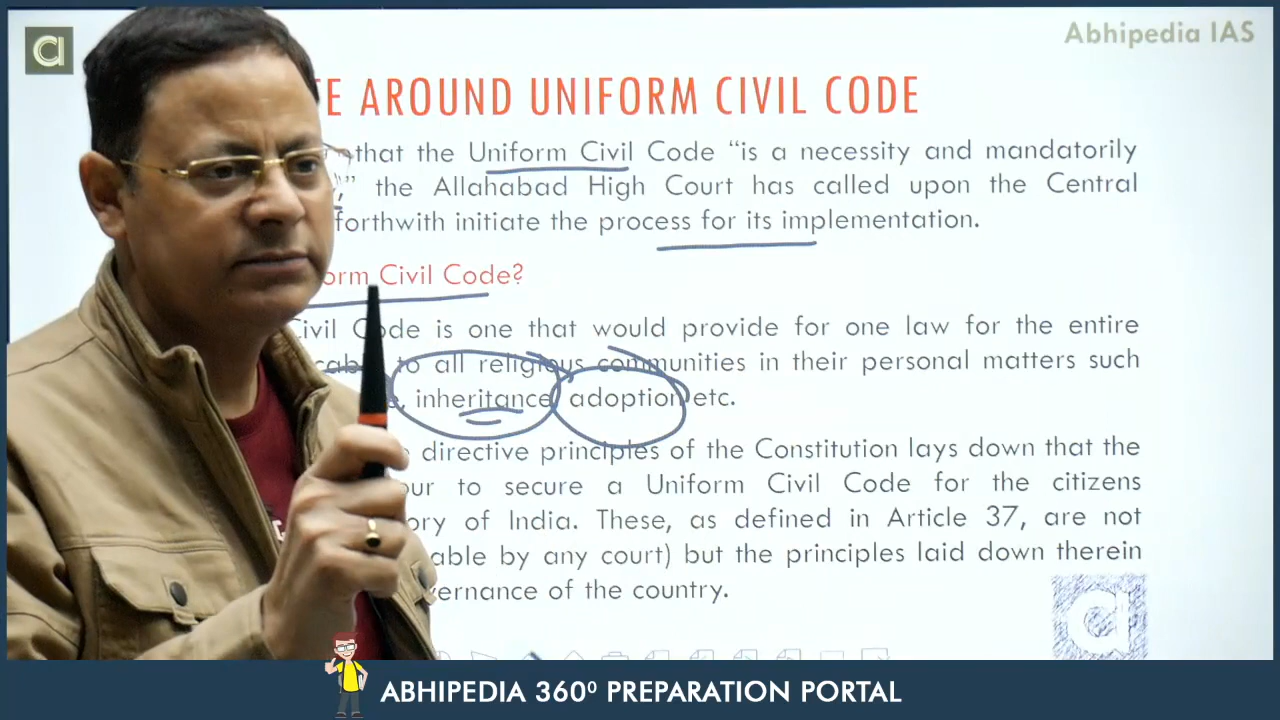 Abhipedia IAS
E AROUND UNIFORM CIVIL CODE
that the Uniform Civil Code “is a necessity and mandatorily
,” the Allahabad High Court has called upon the Central
forthwith initiate the process for its implementation.
orm Civil Code?
Civil Code is one that would provide for one law for the entire
cable to all religious communities in their personal matters such
e, inheritance, adoption etc.
e directive principles of the Constitution lays down that the
our to secure a Uniform Civil Code for the citizens
ory of India. These, as defined in Article 37, are not
able by any court) but the principles laid down therein
vernance of the country.
ABHIPEDIA 360⁰ PREPARATION PORTAL